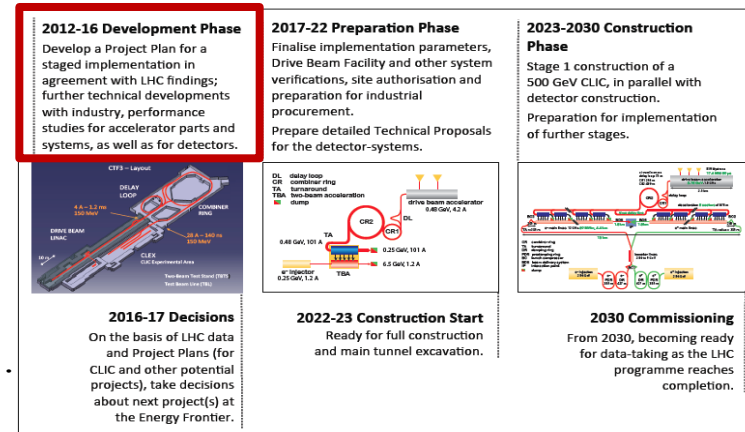 2012-16 Development Phase
Develop a Project Plan for a
staged implementation in
agreement with LHC findings;
further technical developments
with industry, performance
studies for accelerator parts and
systems, as well as for detectors.
2017-22 Preparation Phase
Finalise implementation parameters,
Drive Beam Facility and other system
verifications, site authorisation and
preparation for industrial
procurement.
Prepare detailed Technical Proposals
for the detector-systems.
2023-2030 Construction
Phase
Stage 1 construction of a
500 GeV CLIC, in parallel with
detector construction.
Preparation for implementation
of further stages.
CTF3 – Layout
DELAY
LOOP
4 A – 1.2 ms
150 MeV
COMBINER
RING
DRIVE BEAM
LINAC
28 A – 140 ns
150 MeV
CLEX
CLIC Experimental Area
Two-Beam Test Stand (TBTS)
Test Beam Line (TBL)
10 m
DL delay loop
CR combiner ring
TA turnaround
TBA two-beam acceleration
dump
drive beam accelerator
0.48 GeV, 4.2 A
DL
CR2
CR1
TA
0.48 GeV, 101 A
0.25 GeV, 101 A
6.5 GeV, 1.2 A
e⁻ injector
0.25 GeV, 1.2 A
TBA
drive beam accelerator
delay loop
CR2
CR1
2016-17 Decisions
On the basis of LHC data
and Project Plans (for
CLIC and other potential
projects), take decisions
about next project(s) at
the Energy Frontier.
2022-23 Construction Start
Ready for full construction
and main tunnel excavation.
2030 Commissioning
From 2030, becoming ready
for data-taking as the LHC
programme reaches
completion.